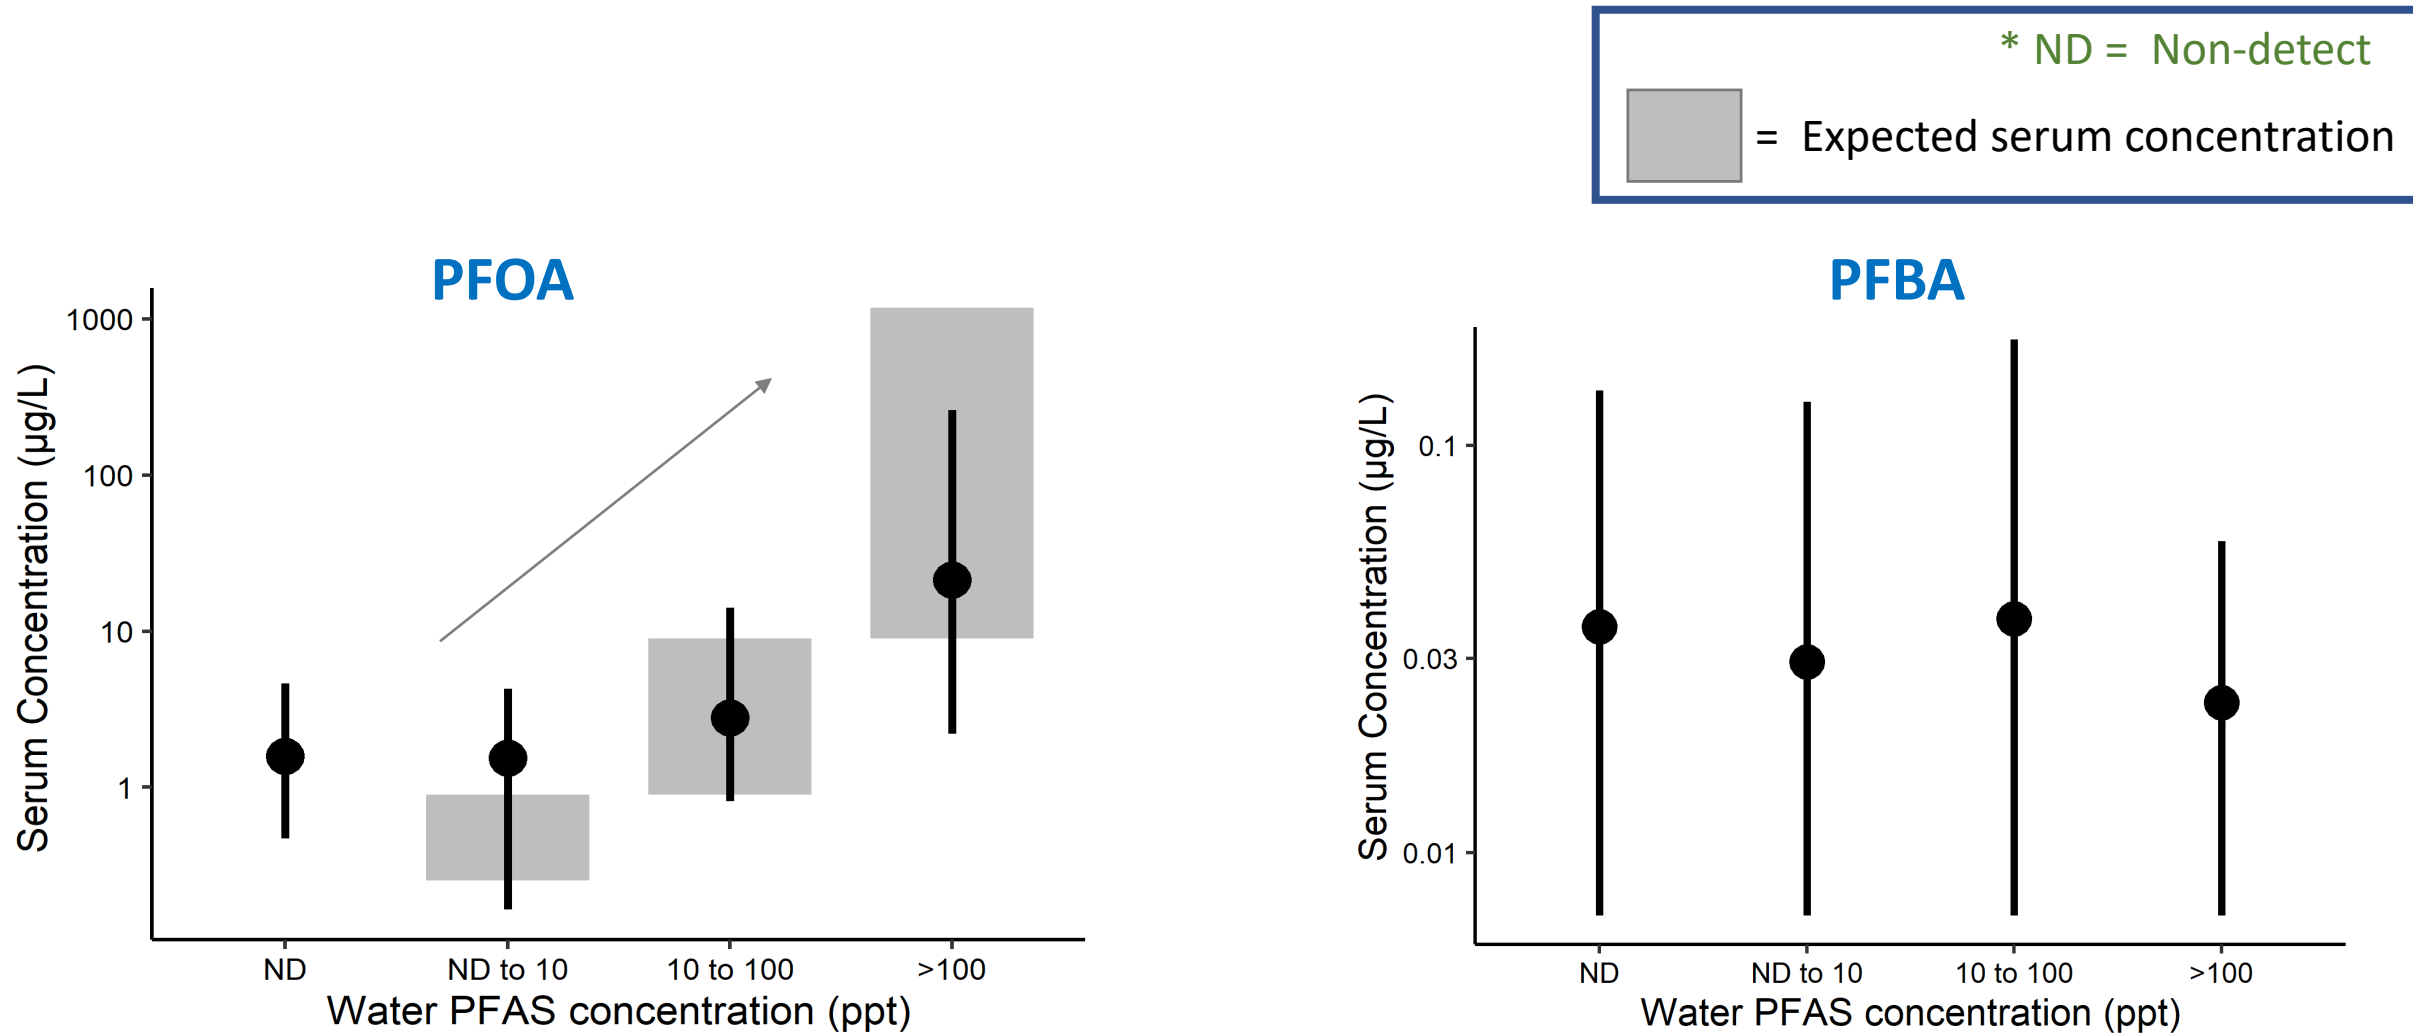 * ND = Non-detect
= Expected serum concentration
PFOA
Serum Concentration (µg/L)
1000
100
10
1
ND
ND to 10
10 to 100
>100
Water PFAS concentration (ppt)
PFBA
Serum Concentration (µg/L)
0.1
0.03
0.01
ND
ND to 10
10 to 100
>100
Water PFAS concentration (ppt)